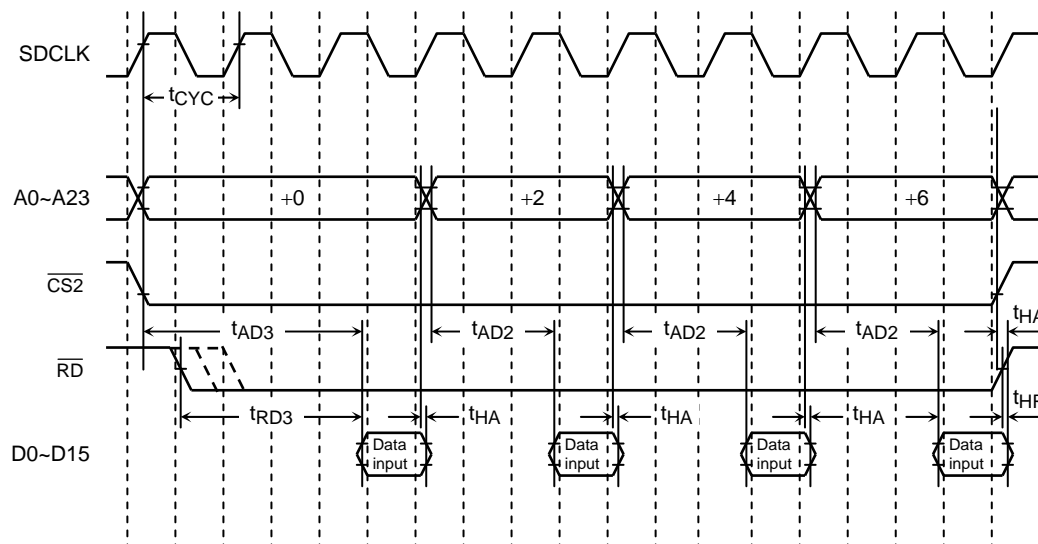 SDCLK
tCYC
A0~A23
+0
+2
+4
+6
CS2
tAD3
tAD2
tAD2
tAD2
tHA
RD
tRD3
tHA
tHA
tHA
D0~D15
Data
input
Data
input
Data
input
Data
input